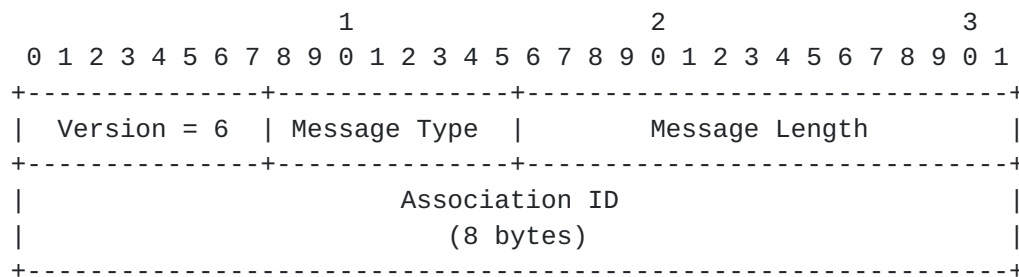 1                   2                   3
 0 1 2 3 4 5 6 7 8 9 0 1 2 3 4 5 6 7 8 9 0 1 2 3 4 5 6 7 8 9 0 1
+---------------+---------------+-------------------------------+
|  Version = 6  | Message Type  |        Message Length         |
+---------------+---------------+-------------------------------+
|                        Association ID                         |
|                           (8 bytes)                           |
+---------------------------------------------------------------+